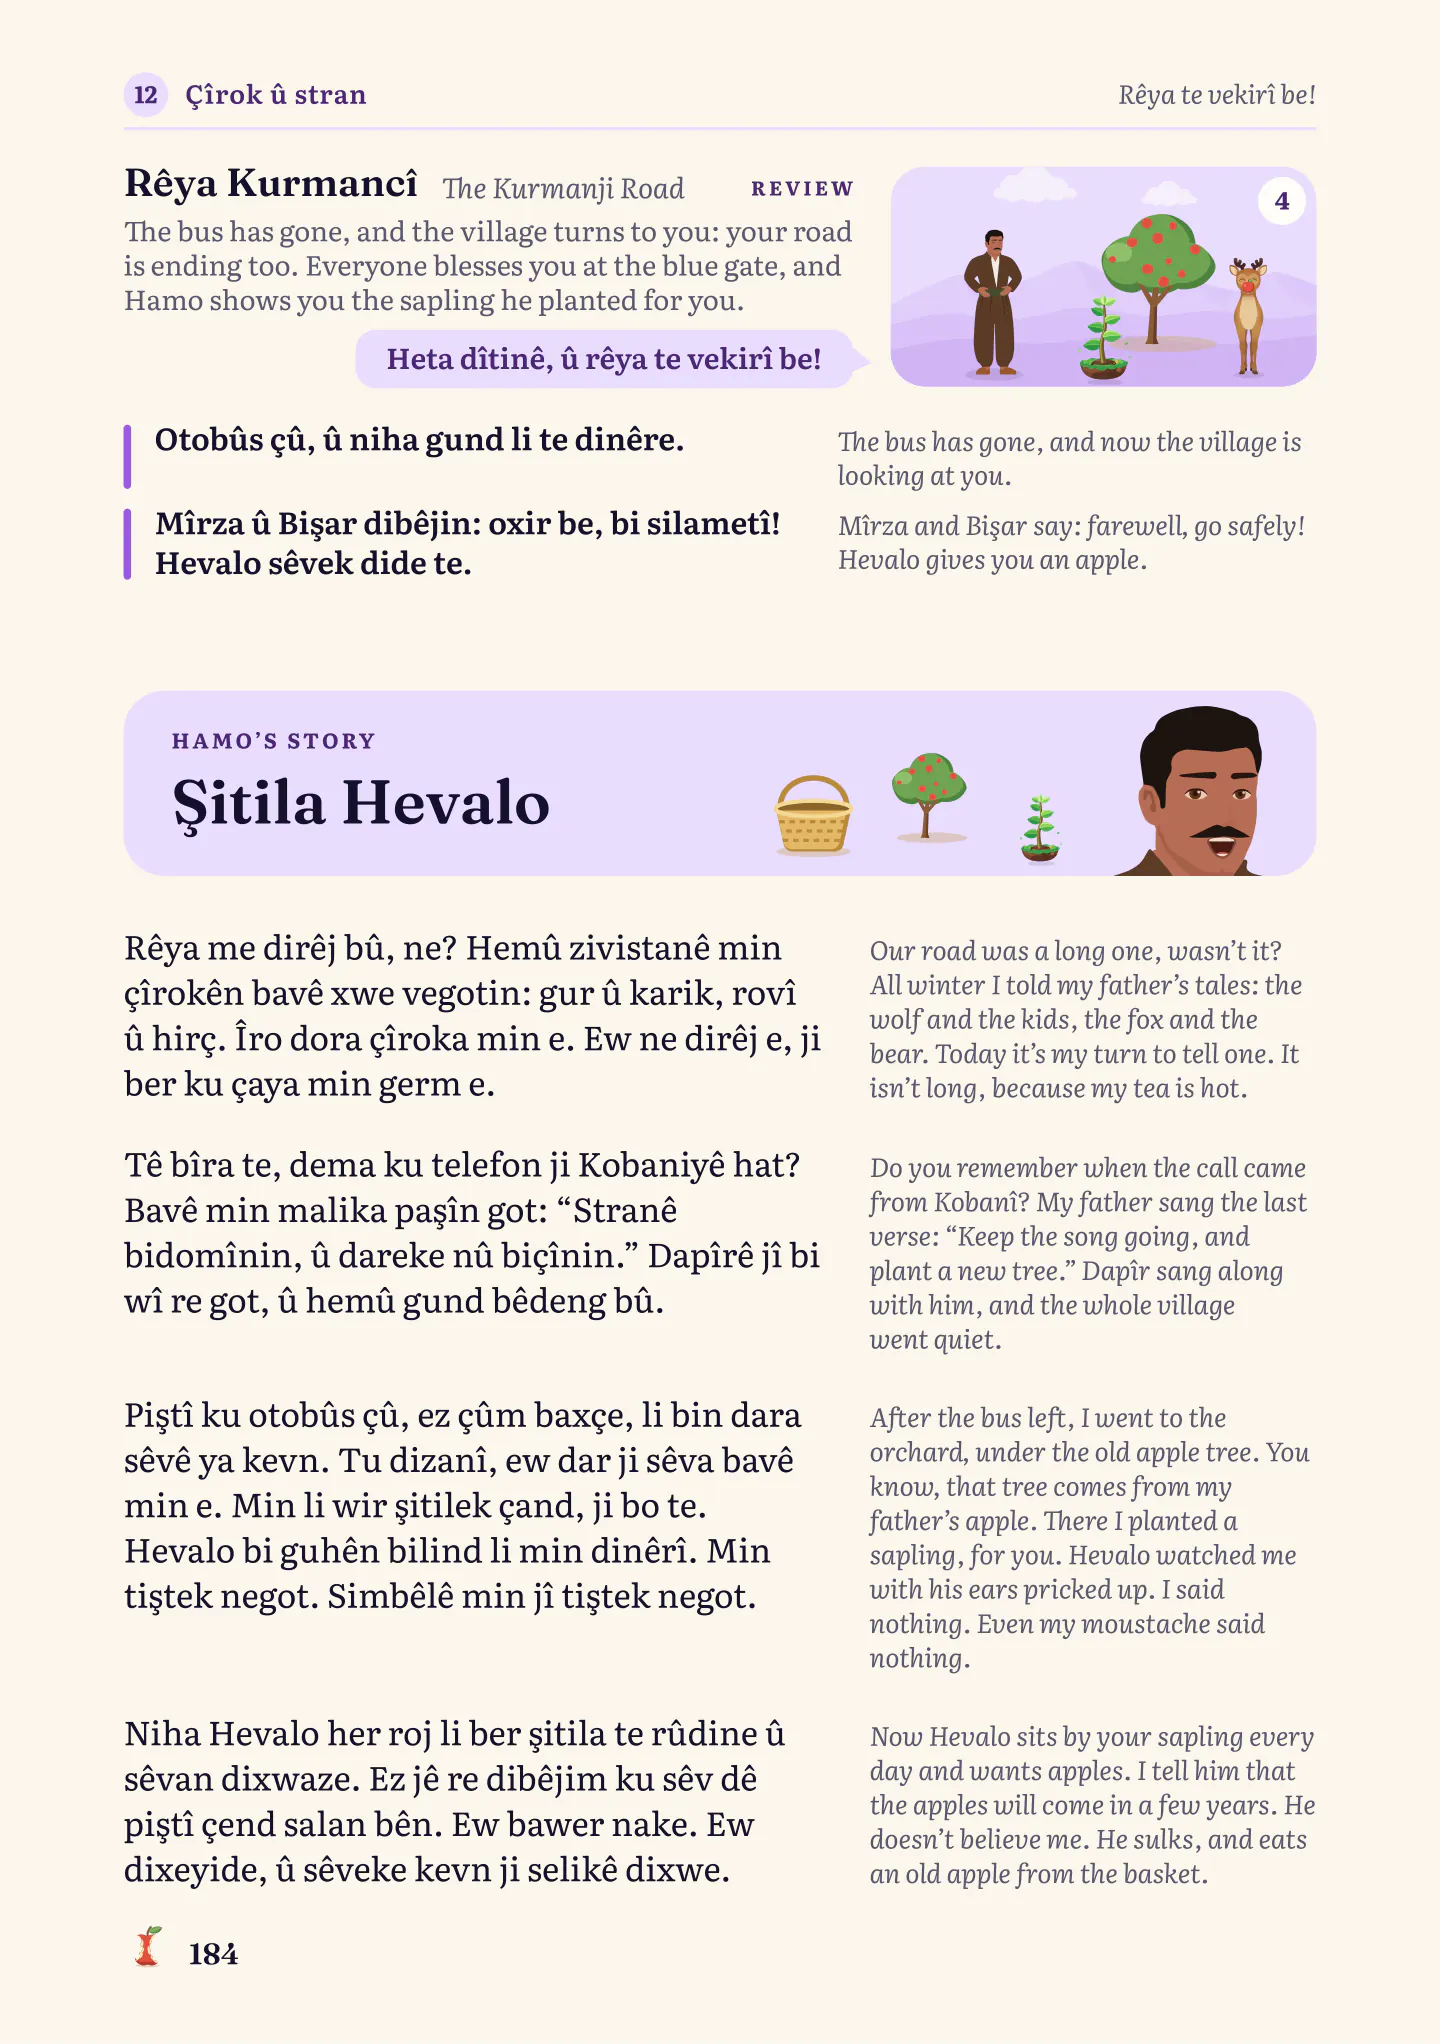 12 Çîrok û stran
Rêya te vekirî be!
Rêya Kurmancî The Kurmanji Road REVIEW
The bus has gone, and the village turns to you: your road
is ending too. Everyone blesses you at the blue gate, and
Hamo shows you the sapling he planted for you.
Heta dîtinê, û rêya te vekirî be!
4
Otobûs çû, û niha gund li te dinêre.
The bus has gone, and now the village is
looking at you.
Mîrza û Bişar dibêjin: oxir be, bi silametî!
Hevalo sêvek dide te.
Mîrza and Bişar say: farewell, go safely!
Hevalo gives you an apple.
HAMO’S STORY
Şitila Hevalo
Rêya me dirêj bû, ne? Hemû zivistanê min
çîrokên bavê xwe vegotin: gur û karik, rovî
û hirç. Îro dora çîroka min e. Ew ne dirêj e, ji
ber ku çaya min germ e.
Our road was a long one, wasn’t it?
All winter I told my father’s tales: the
wolf and the kids, the fox and the
bear. Today it’s my turn to tell one. It
isn’t long, because my tea is hot.
Tê bîra te, dema ku telefon ji Kobaniyê hat?
Bavê min malika paşîn got: “Stranê
bidomînin, û dareke nû biçînin.” Dapîrê jî bi
wî re got, û hemû gund bêdeng bû.
Do you remember when the call came
from Kobanî? My father sang the last
verse: “Keep the song going, and
plant a new tree.” Dapîr sang along
with him, and the whole village
went quiet.
Piştî ku otobûs çû, ez çûm baxçe, li bin dara
sêvê ya kevn. Tu dizanî, ew dar ji sêva bavê
min e. Min li wir şitilek çand, ji bo te.
Hevalo bi guhên bilind li min dinêrî. Min
tiştek negot. Simbêlê min jî tiştek negot.
After the bus left, I went to the
orchard, under the old apple tree. You
know, that tree comes from my
father’s apple. There I planted a
sapling, for you. Hevalo watched me
with his ears pricked up. I said
nothing. Even my moustache said
nothing.
Niha Hevalo her roj li ber şitila te rûdine û
sêvan dixwaze. Ez jê re dibêjim ku sêv dê
piştî çend salan bên. Ew bawer nake. Ew
dixeyide, û sêveke kevn ji selikê dixwe.
Now Hevalo sits by your sapling every
day and wants apples. I tell him that
the apples will come in a few years. He
doesn’t believe me. He sulks, and eats
an old apple from the basket.
184